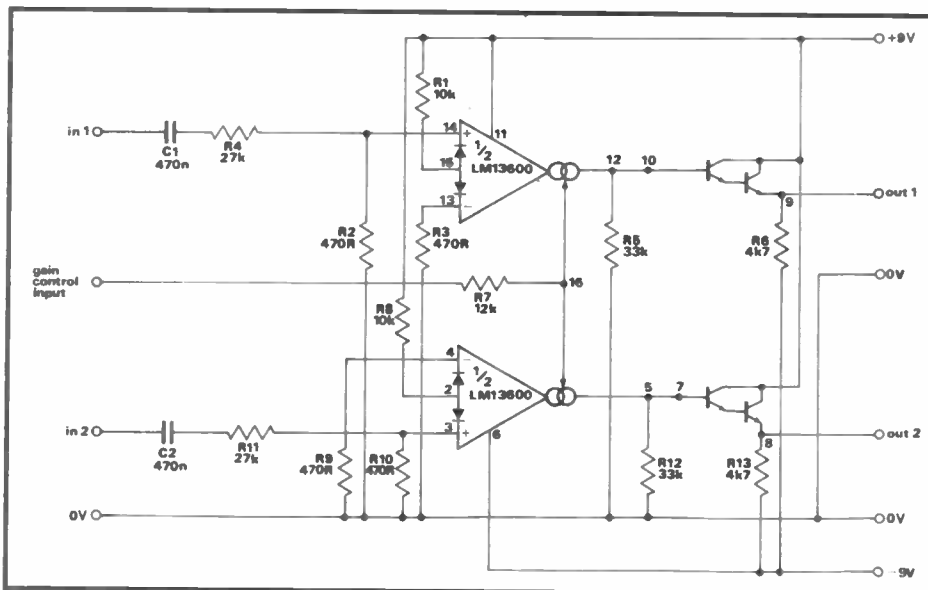 +9V
R1
10k
in 1
C1
470n
R4
27k
14
+
11
1/2
LM13600
15
13
–
12
10
out 1
9
R2
470R
R3
470R
R5
33k
R6
4k7
gain
control
input
R7
12k
16
0V
R8
10k
4
–
1/2
LM13600
2
3
+
6
5
7
out 2
8
in 2
C2
470n
R11
27k
R9
470R
R10
470R
R12
33k
R13
4k7
0V
0V
-9V